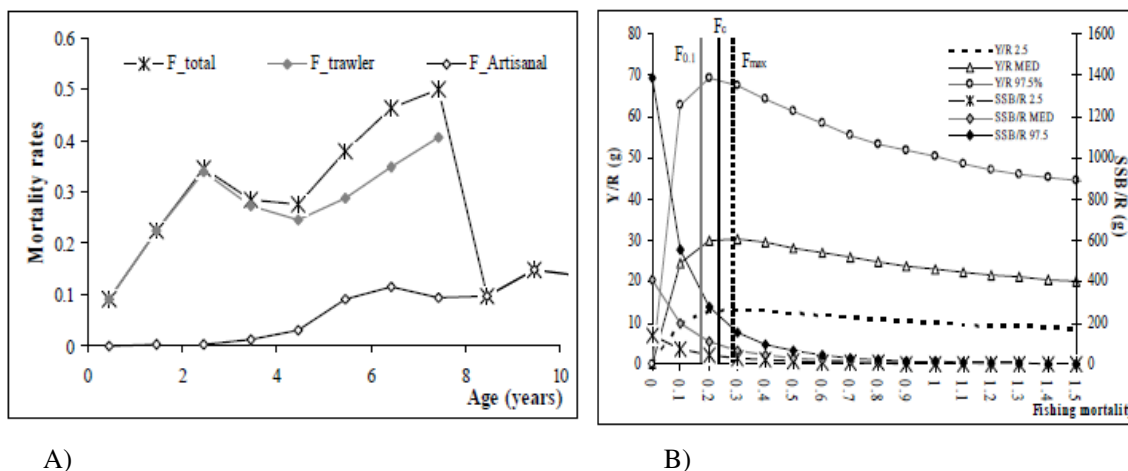 0.6
0.5
0.4
0.3
0.2
0.1
0
Mortality rates
F_total F_trawler F_Artisanal
0 2 4 6 8 10
Age (years)
A)
80
70
60
50
40
30
20
10
0
Y/R (g)
F0.1
Fc
Fmax
Y/R 2.5
Y/R MED
Y/R 97.5%
SSB/R 2.5
SSB/R MED
SSB/R 97.5
1600
1400
1200
1000
800
600
400
200
0
SSB/R (g)
0 0.1 0.2 0.3 0.4 0.5 0.6 0.7 0.8 0.9 1 1.1 1.2 1.3 1.4 1.5
Fishing mortality
B)